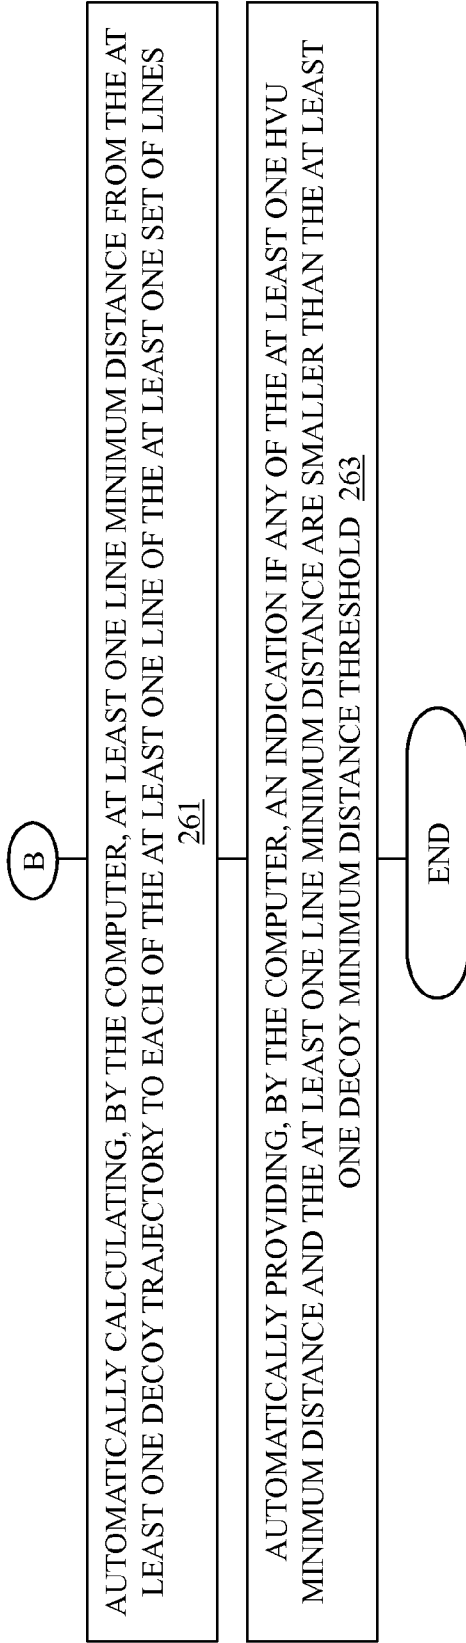 B
AUTOMATICALLY CALCULATING, BY THE COMPUTER, AT LEAST ONE LINE MINIMUM DISTANCE FROM THE AT
LEAST ONE DECOY TRAJECTORY TO EACH OF THE AT LEAST ONE LINE OF THE AT LEAST ONE SET OF LINES
261
AUTOMATICALLY PROVIDING, BY THE COMPUTER, AN INDICATION IF ANY OF THE AT LEAST ONE HVU
MINIMUM DISTANCE AND THE AT LEAST ONE LINE MINIMUM DISTANCE ARE SMALLER THAN THE AT LEAST
ONE DECOY MINIMUM DISTANCE THRESHOLD 263
END